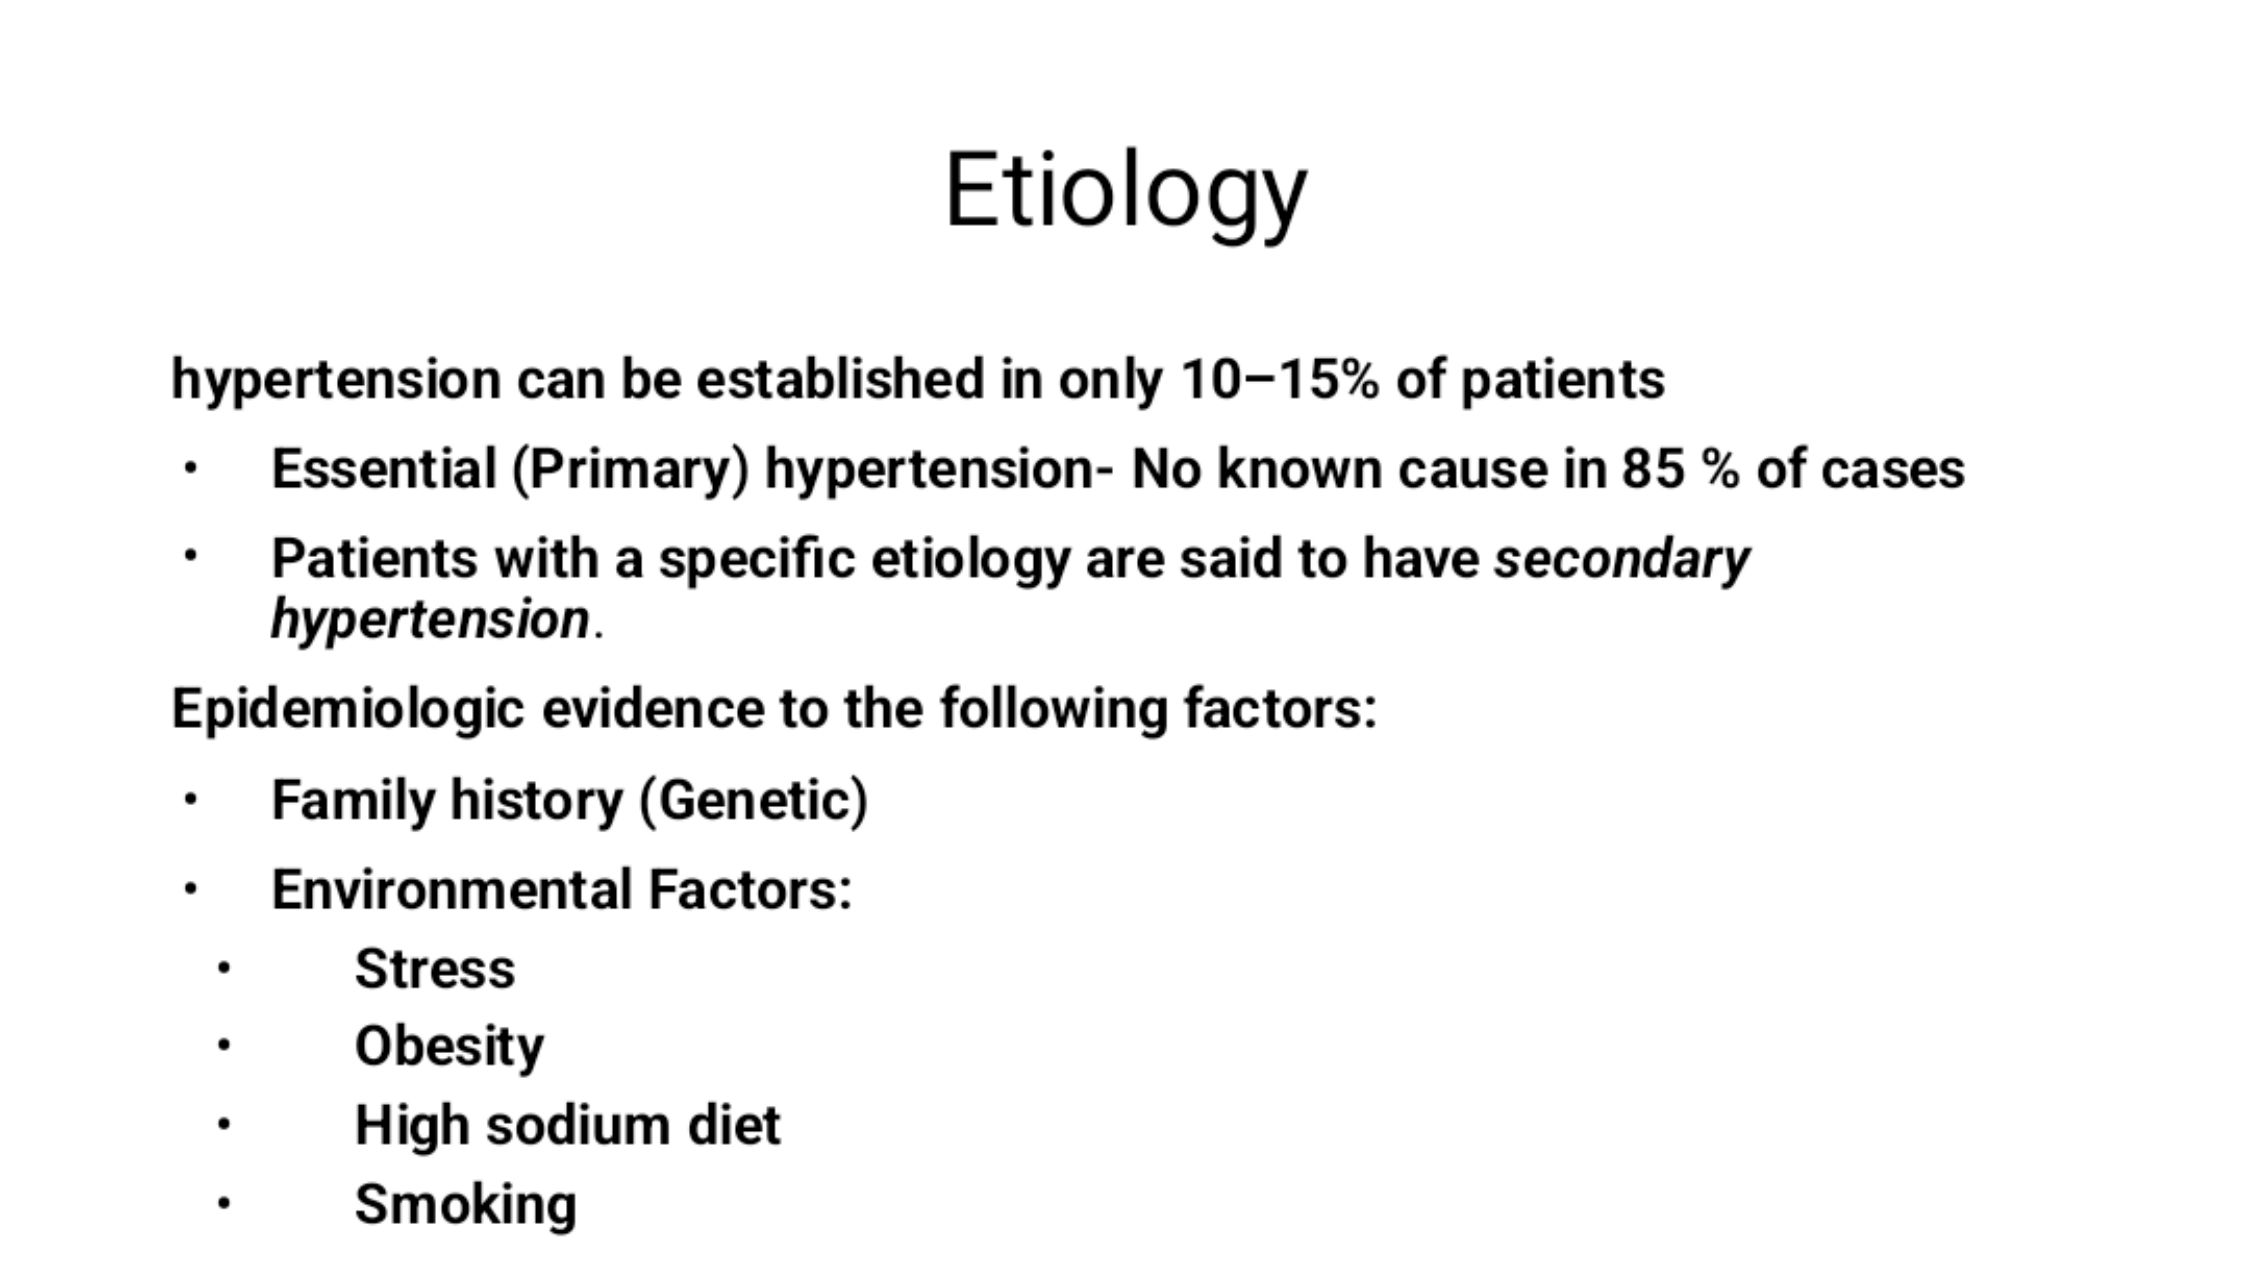 Etiology
hypertension can be established in only 10–15% of patients
• Essential (Primary) hypertension- No known cause in 85 % of cases
• Patients with a specific etiology are said to have secondary
hypertension.
Epidemiologic evidence to the following factors:
• Family history (Genetic)
• Environmental Factors:
• Stress
• Obesity
• High sodium diet
• Smoking